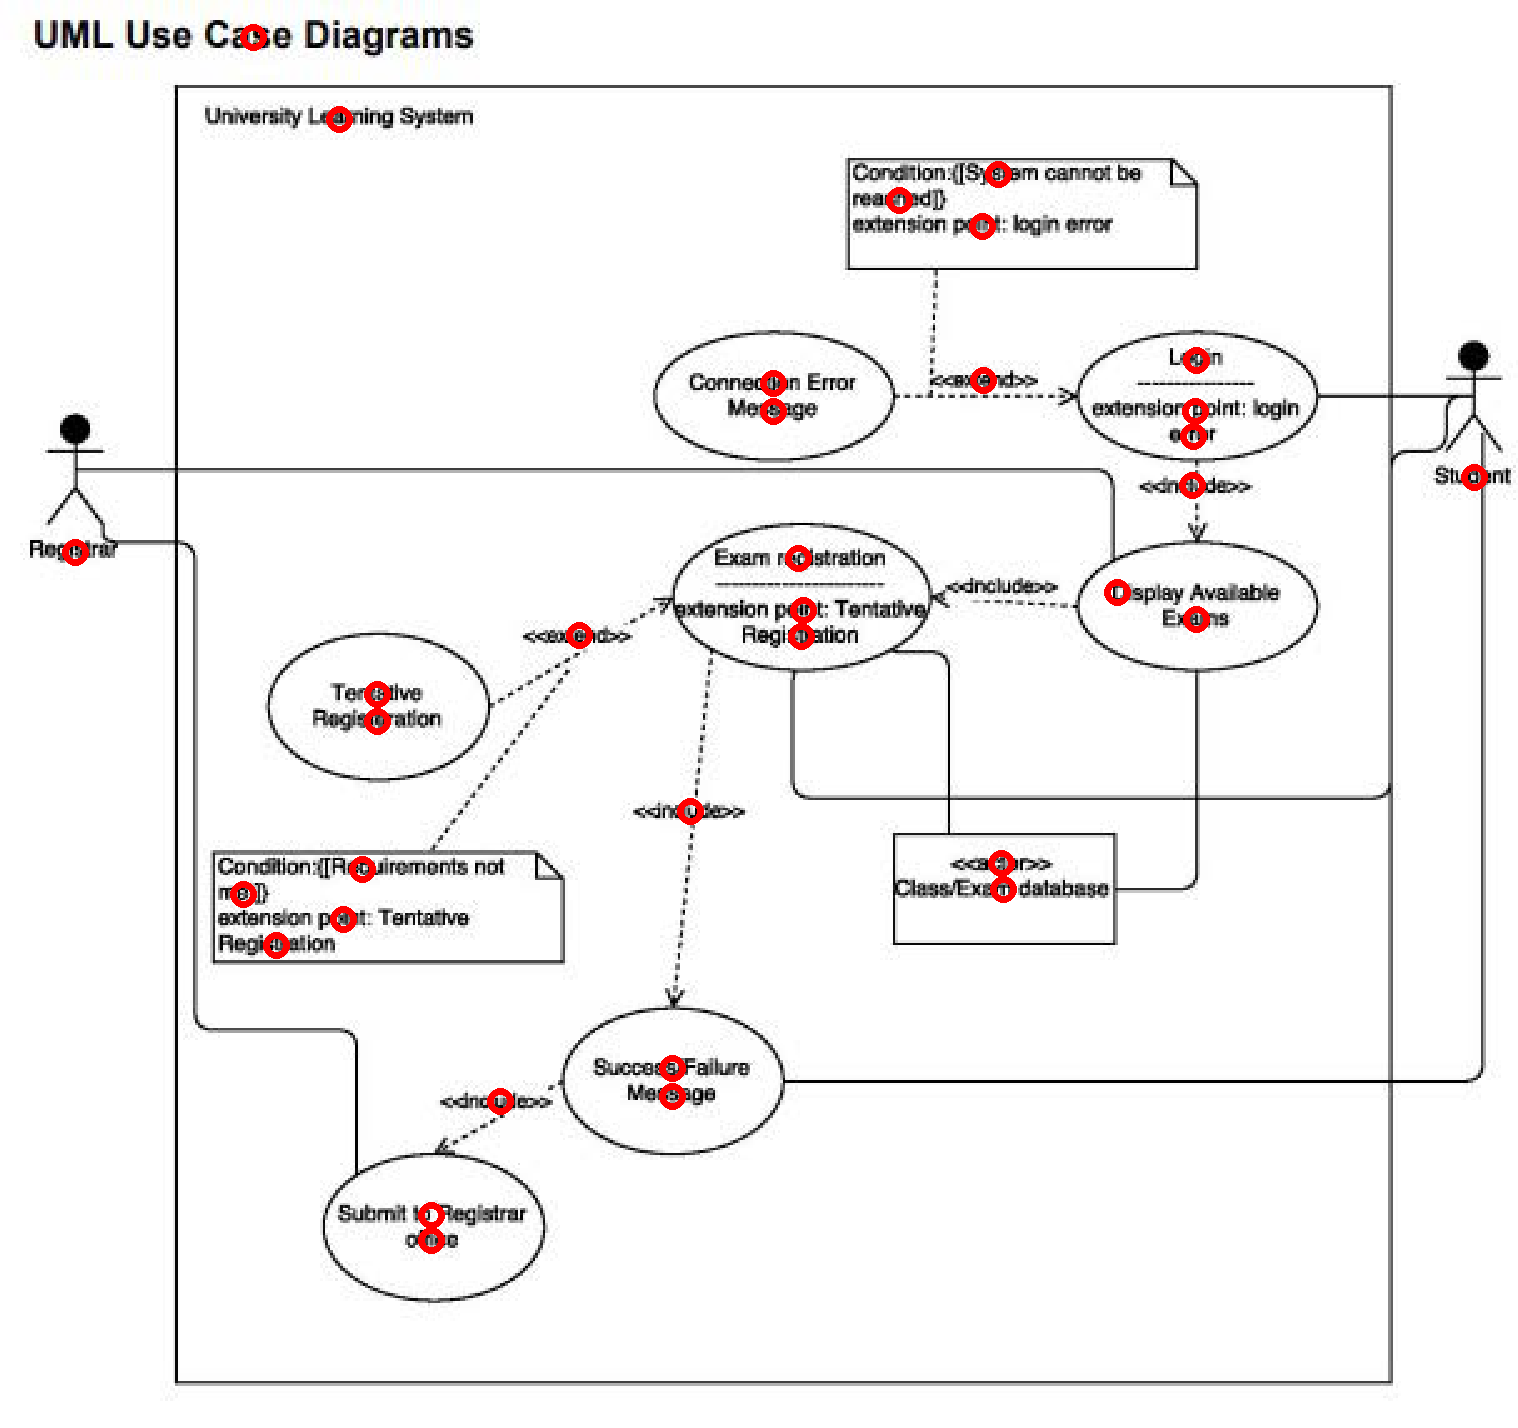 UML Use Case Diagrams
University Learning System
Condition:{[System cannot be
reached]}
extension point: login error
Connection Error
Message
<<extend>>
Login
extension point: login
error
Student
<<include>>
Registrar
Exam registration
extension point: Tentative
Registration
<<include>>
Display Available
Exams
<<extend>>
Tentative
Registeration
<<include>>
Condition:{[Requirements not
met]}
extension point: Tentative
Registration
<<actor>>
Class/Exam database
Success/Failure
Message
<<include>>
Submit to Registrar
office